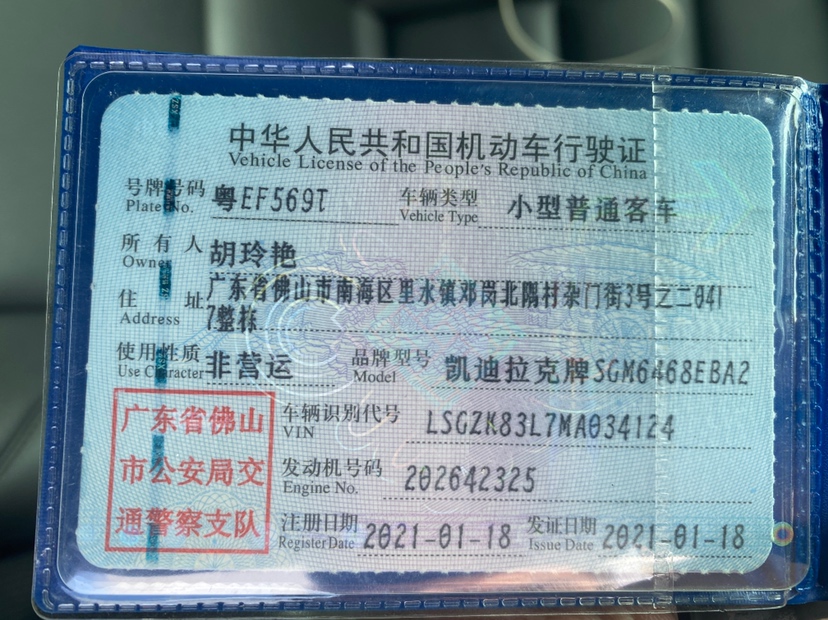 中华人民共和国机动车行驶证
Vehicle License of the People's Republic of China
号牌号码 粤EF569T 车辆类型 小型普通客车
Plate No. Vehicle Type
所有人 胡玲艳
Owner
住址 广东省佛山市南海区里水镇邓岗北隅村杂门街3号之二041
Address 7整栋
使用性质 非营运 品牌型号 凯迪拉克牌SGM6468EBA2
Use Character Model
广东省佛山
市公安局交
通警察支队
车辆识别代号 LSGZK83L7MA034124
VIN
发动机号码 202642325
Engine No.
注册日期 2021-01-18 发证日期 2021-01-18
Register Date Issue Date